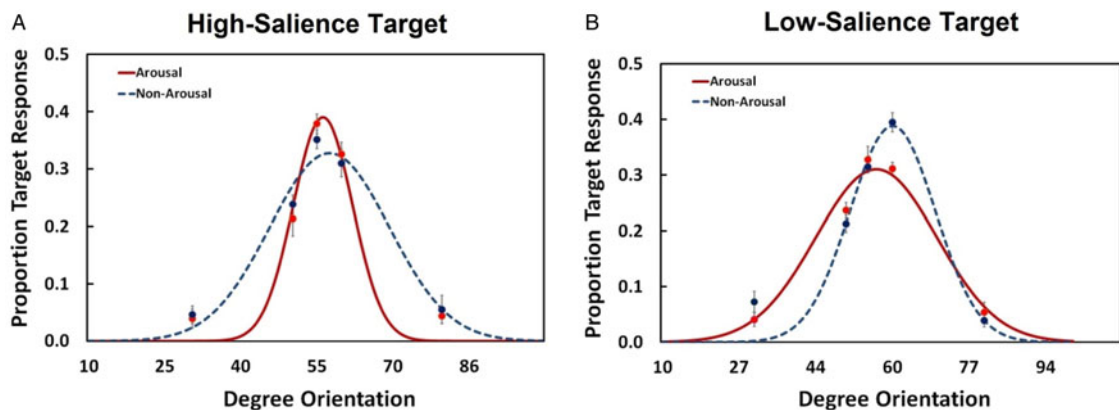 A
High-Salience Target
Proportion Target Response
0.5
0.4
0.3
0.2
0.1
0.0
Arousal
Non-Arousal
10 25 40 55 70 86
Degree Orientation
B
Low-Salience Target
Proportion Target Response
0.5
0.4
0.3
0.2
0.1
0.0
Arousal
Non-Arousal
10 27 44 60 77 94
Degree Orientation